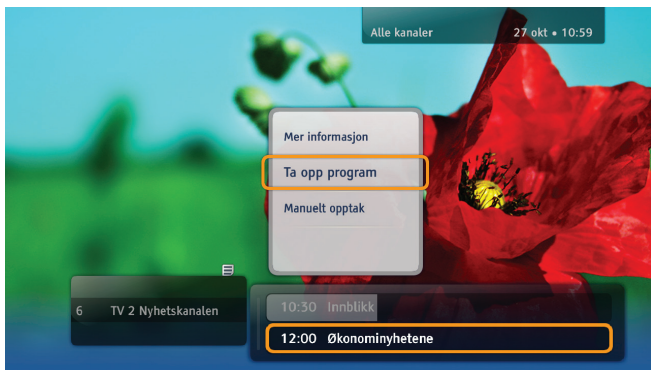 Alle kanaler 27 okt • 10:59
Mer informasjon
Ta opp program
Manuelt opptak
6 TV 2 Nyhetskanalen
10:30 Innblikk
12:00 Økonominyhetene